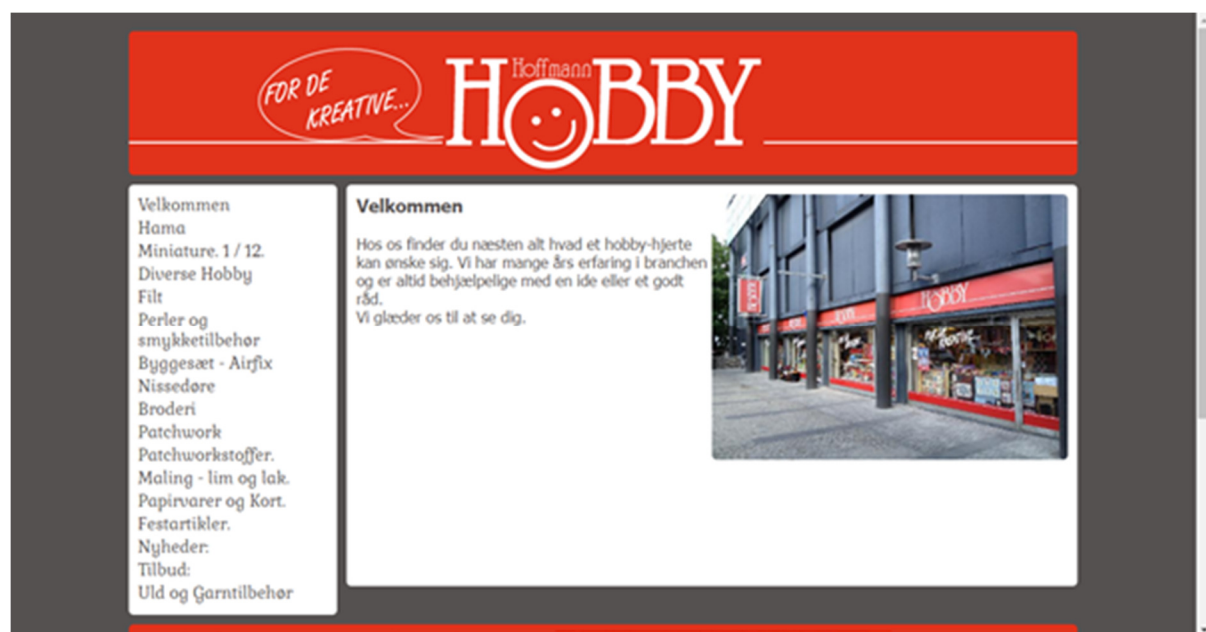 FOR DE
KREATIVE...
Hoffmann
HOBBY
Velkommen
Hama
Miniature. 1 / 12.
Diverse Hobby
Filt
Perler og
smykketilbehør
Byggesæt - Airfix
Nissedøre
Broderi
Patchwork
Patchworkstoffer.
Maling - lim og lak.
Papirvarer og Kort.
Festartikler.
Nyheder:
Tilbud:
Uld og Garntilbehør
Velkommen
Hos os finder du næsten alt hvad et hobby-hjerte
kan ønske sig. Vi har mange års erfaring i branchen
og er altid behjælpelige med en ide eller et godt
råd.
Vi glæder os til at se dig.
HOBBY